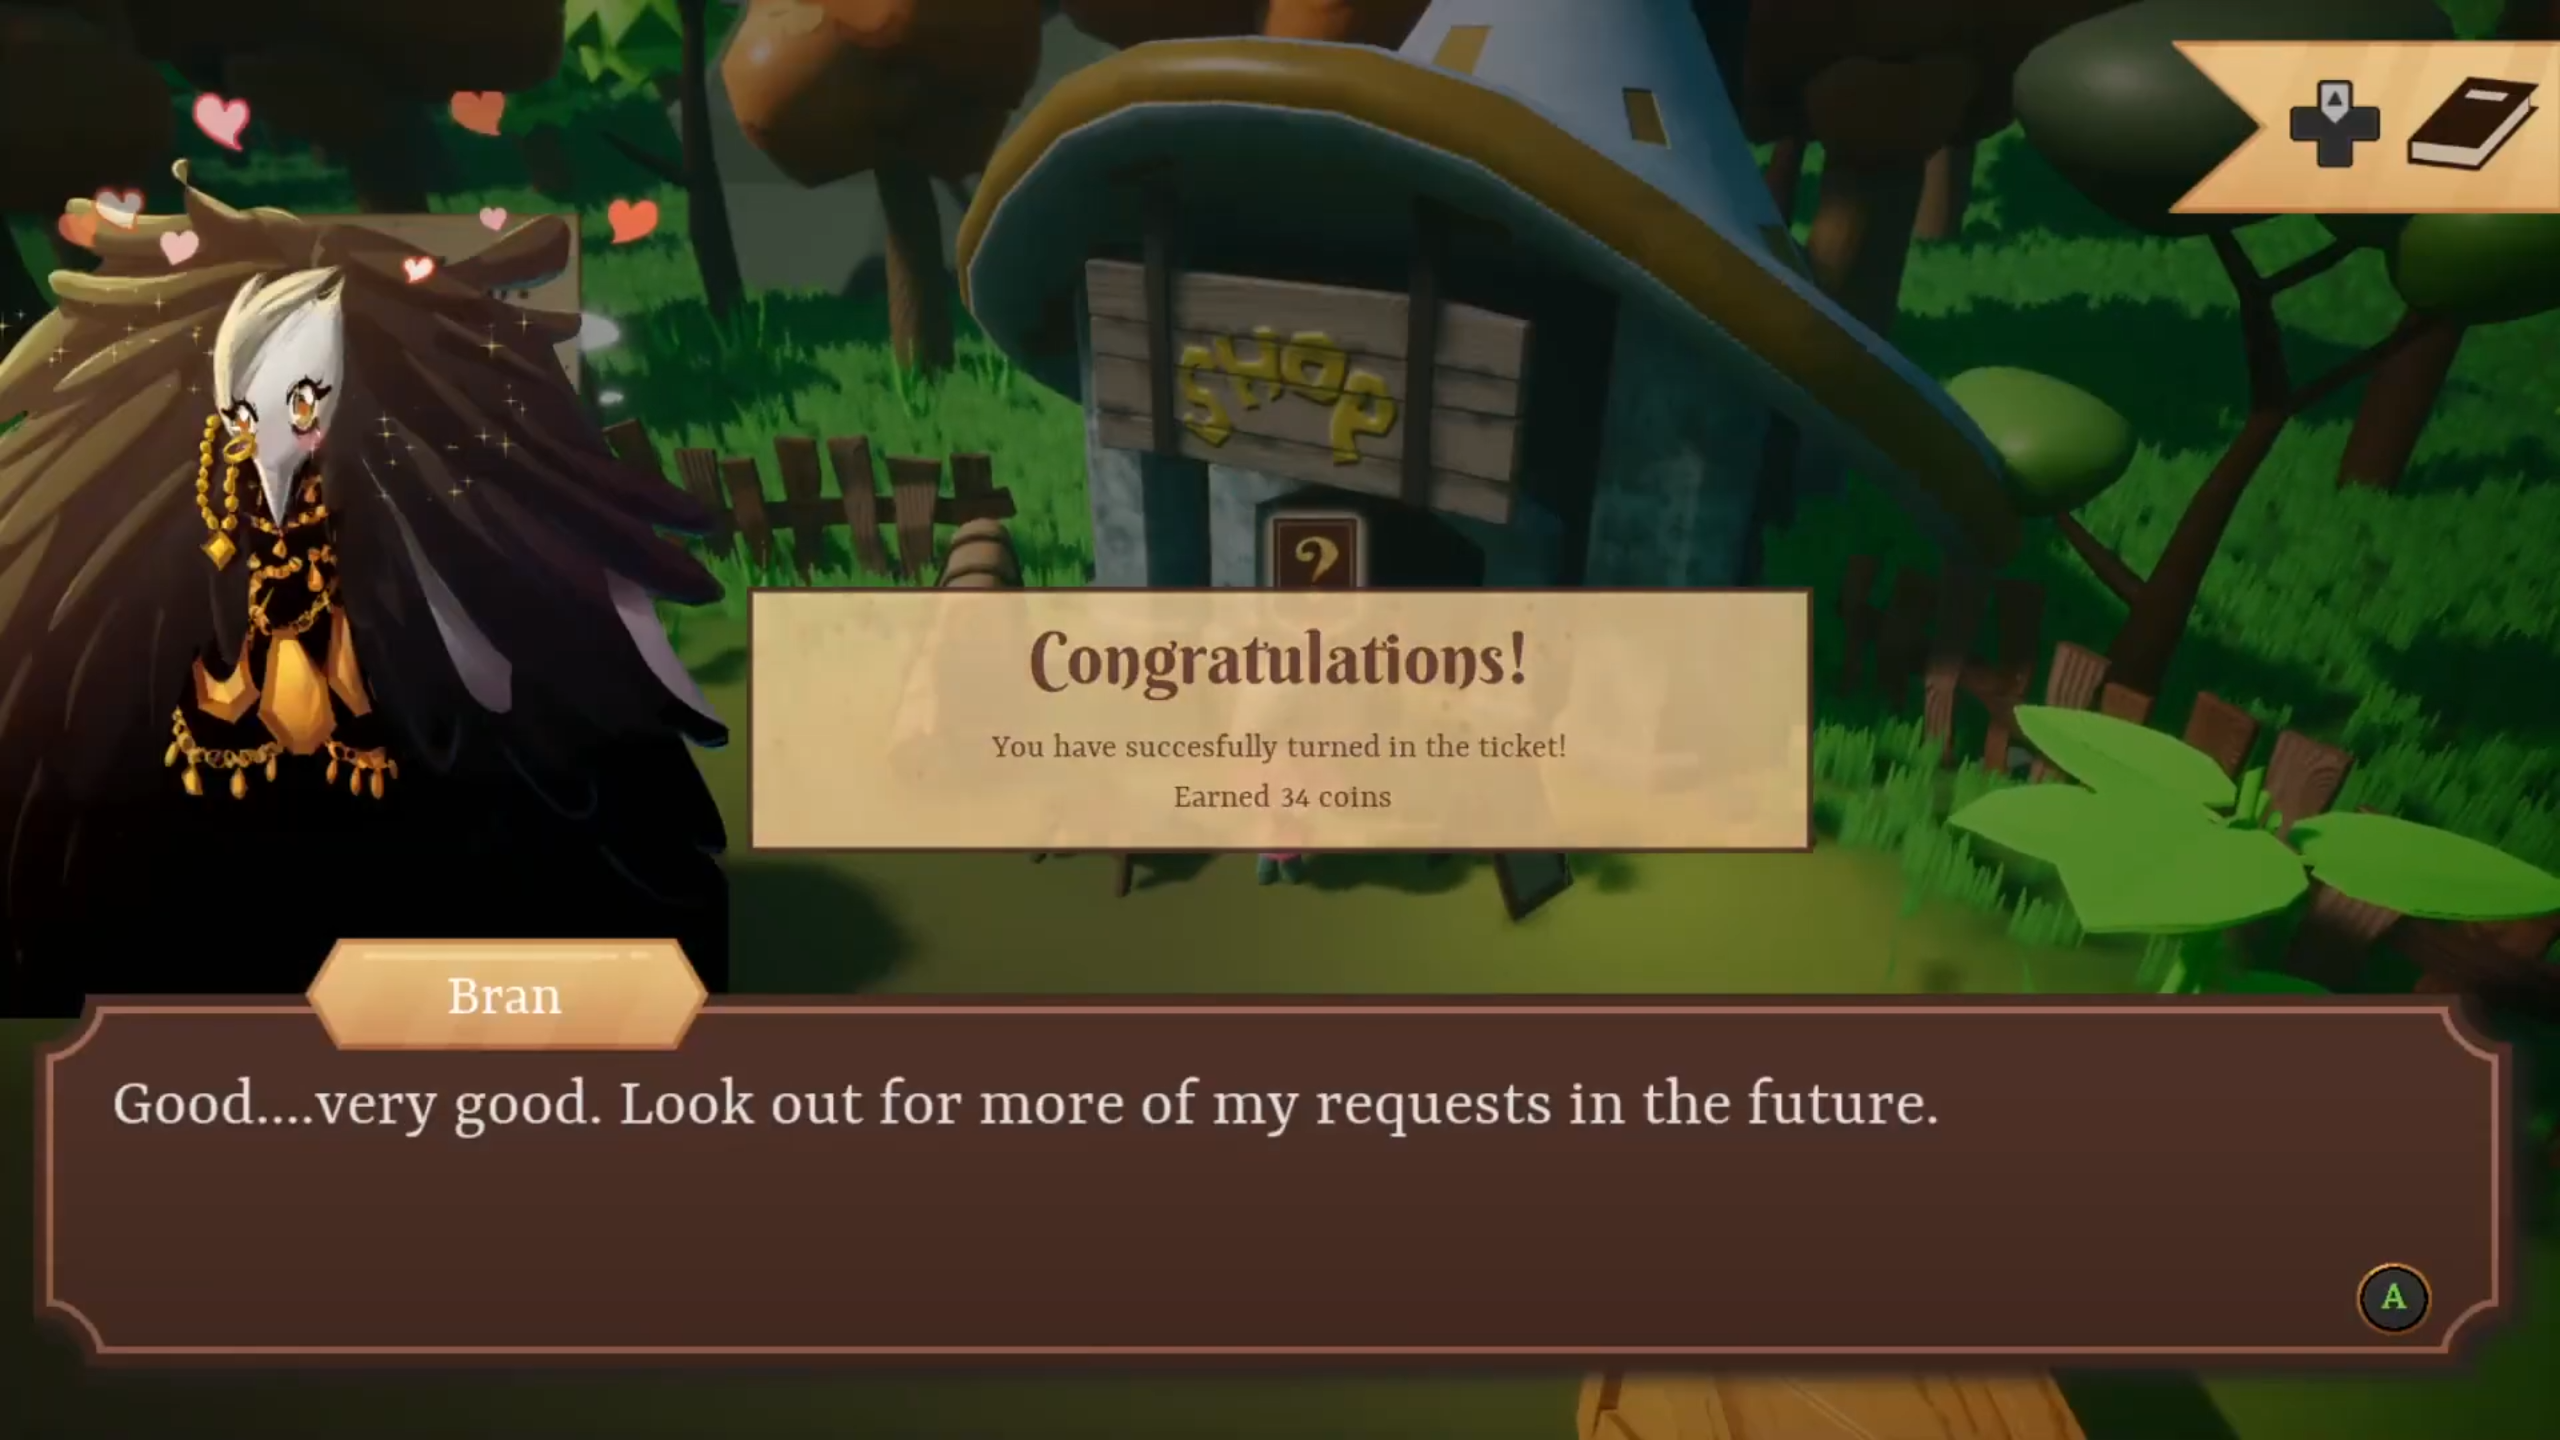 SHOP
?
Congratulations!
You have succesfully turned in the ticket!
Earned 34 coins
Bran
Good....very good. Look out for more of my requests in the future.
A